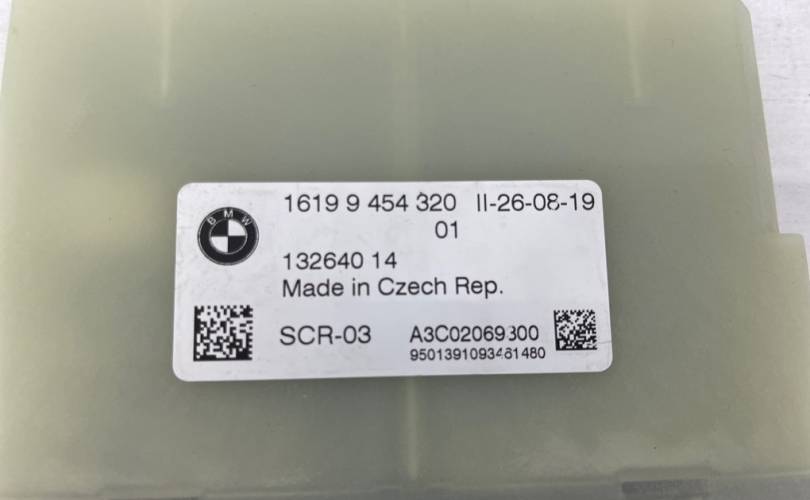 BMW
1619 9 454 320 II-26-08-19
01
132640 14
Made in Czech Rep.
SCR-03 A3C02069300
9501391093461480